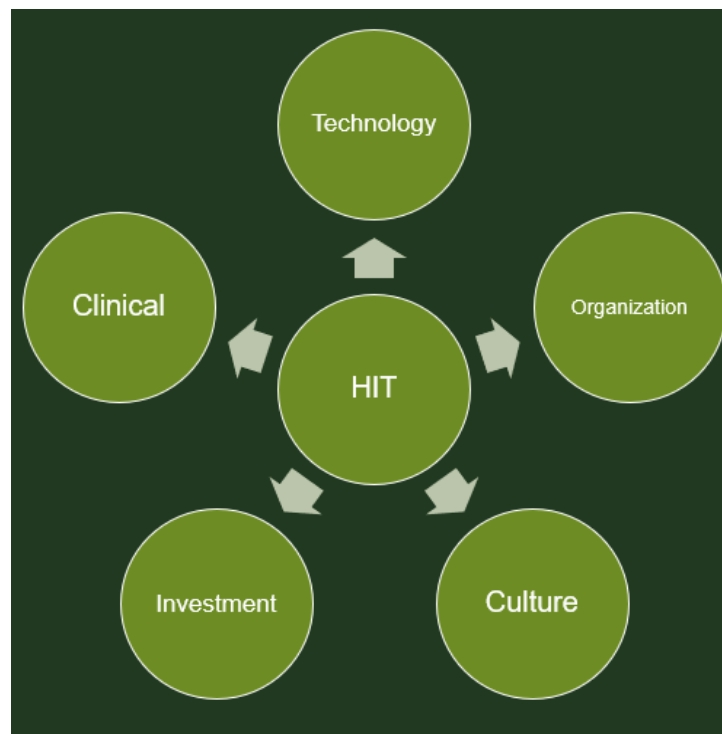 Technology
Clinical
Organization
HIT
Investment
Culture